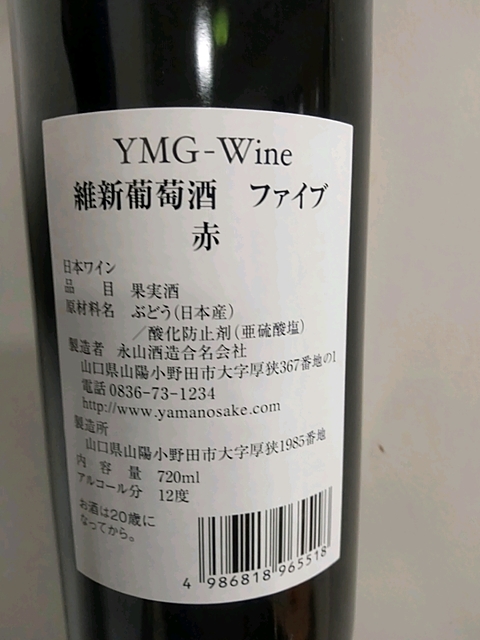 YMG-Wine
維新葡萄酒 ファイブ
赤
日本ワイン
品 目 果実酒
原材料名 ぶどう(日本産)
／酸化防止剤(亜硫酸塩)
製造者 永山酒造合名会社
山口県山陽小野田市大字厚狭367番地の1
電話0836-73-1234
http://www.yamanosake.com
製造所
山口県山陽小野田市大字厚狭1985番地
内 容 量 720ml
アルコール分 12度
お酒は20歳に
なってから。
4 986818 965518